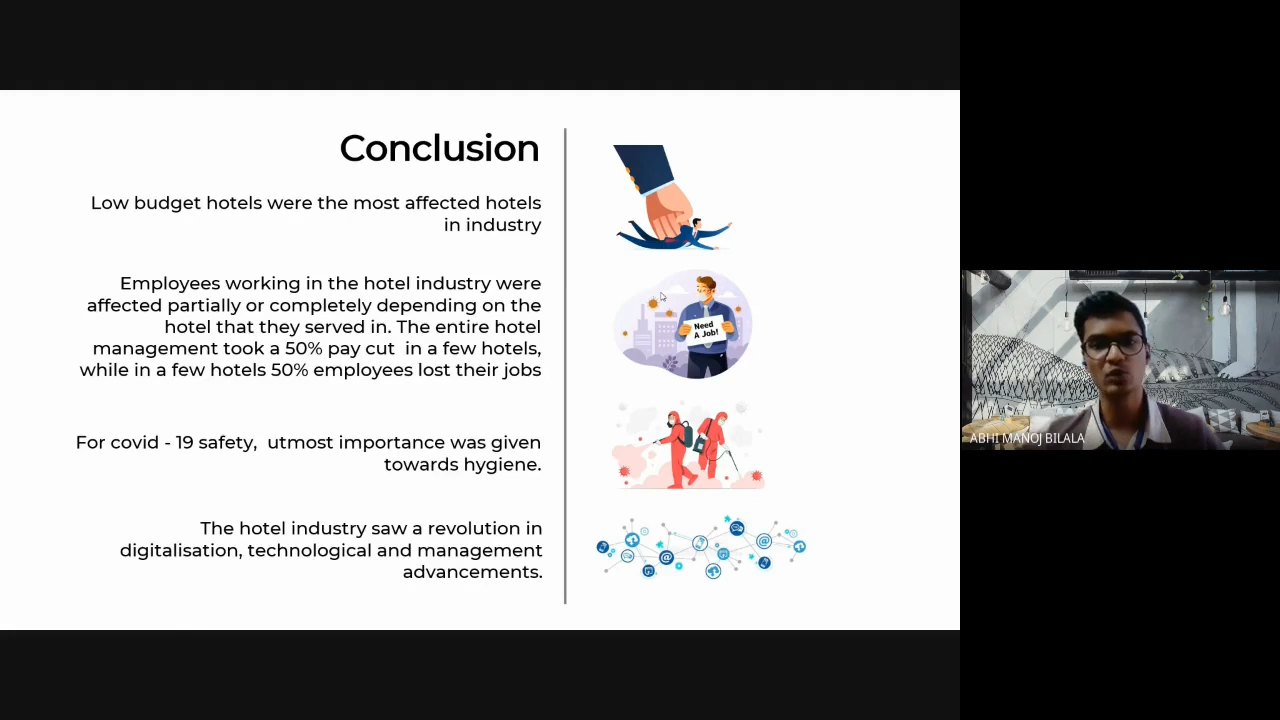 Conclusion
Low budget hotels were the most affected hotels
in industry
Employees working in the hotel industry were
affected partially or completely depending on the
hotel that they served in. The entire hotel
management took a 50% pay cut  in a few hotels,
while in a few hotels 50% employees lost their jobs
For covid - 19 safety,  utmost importance was given
towards hygiene.
The hotel industry saw a revolution in
digitalisation, technological and management
advancements.
Need
A Job!
ABHI MANOJ BILALA